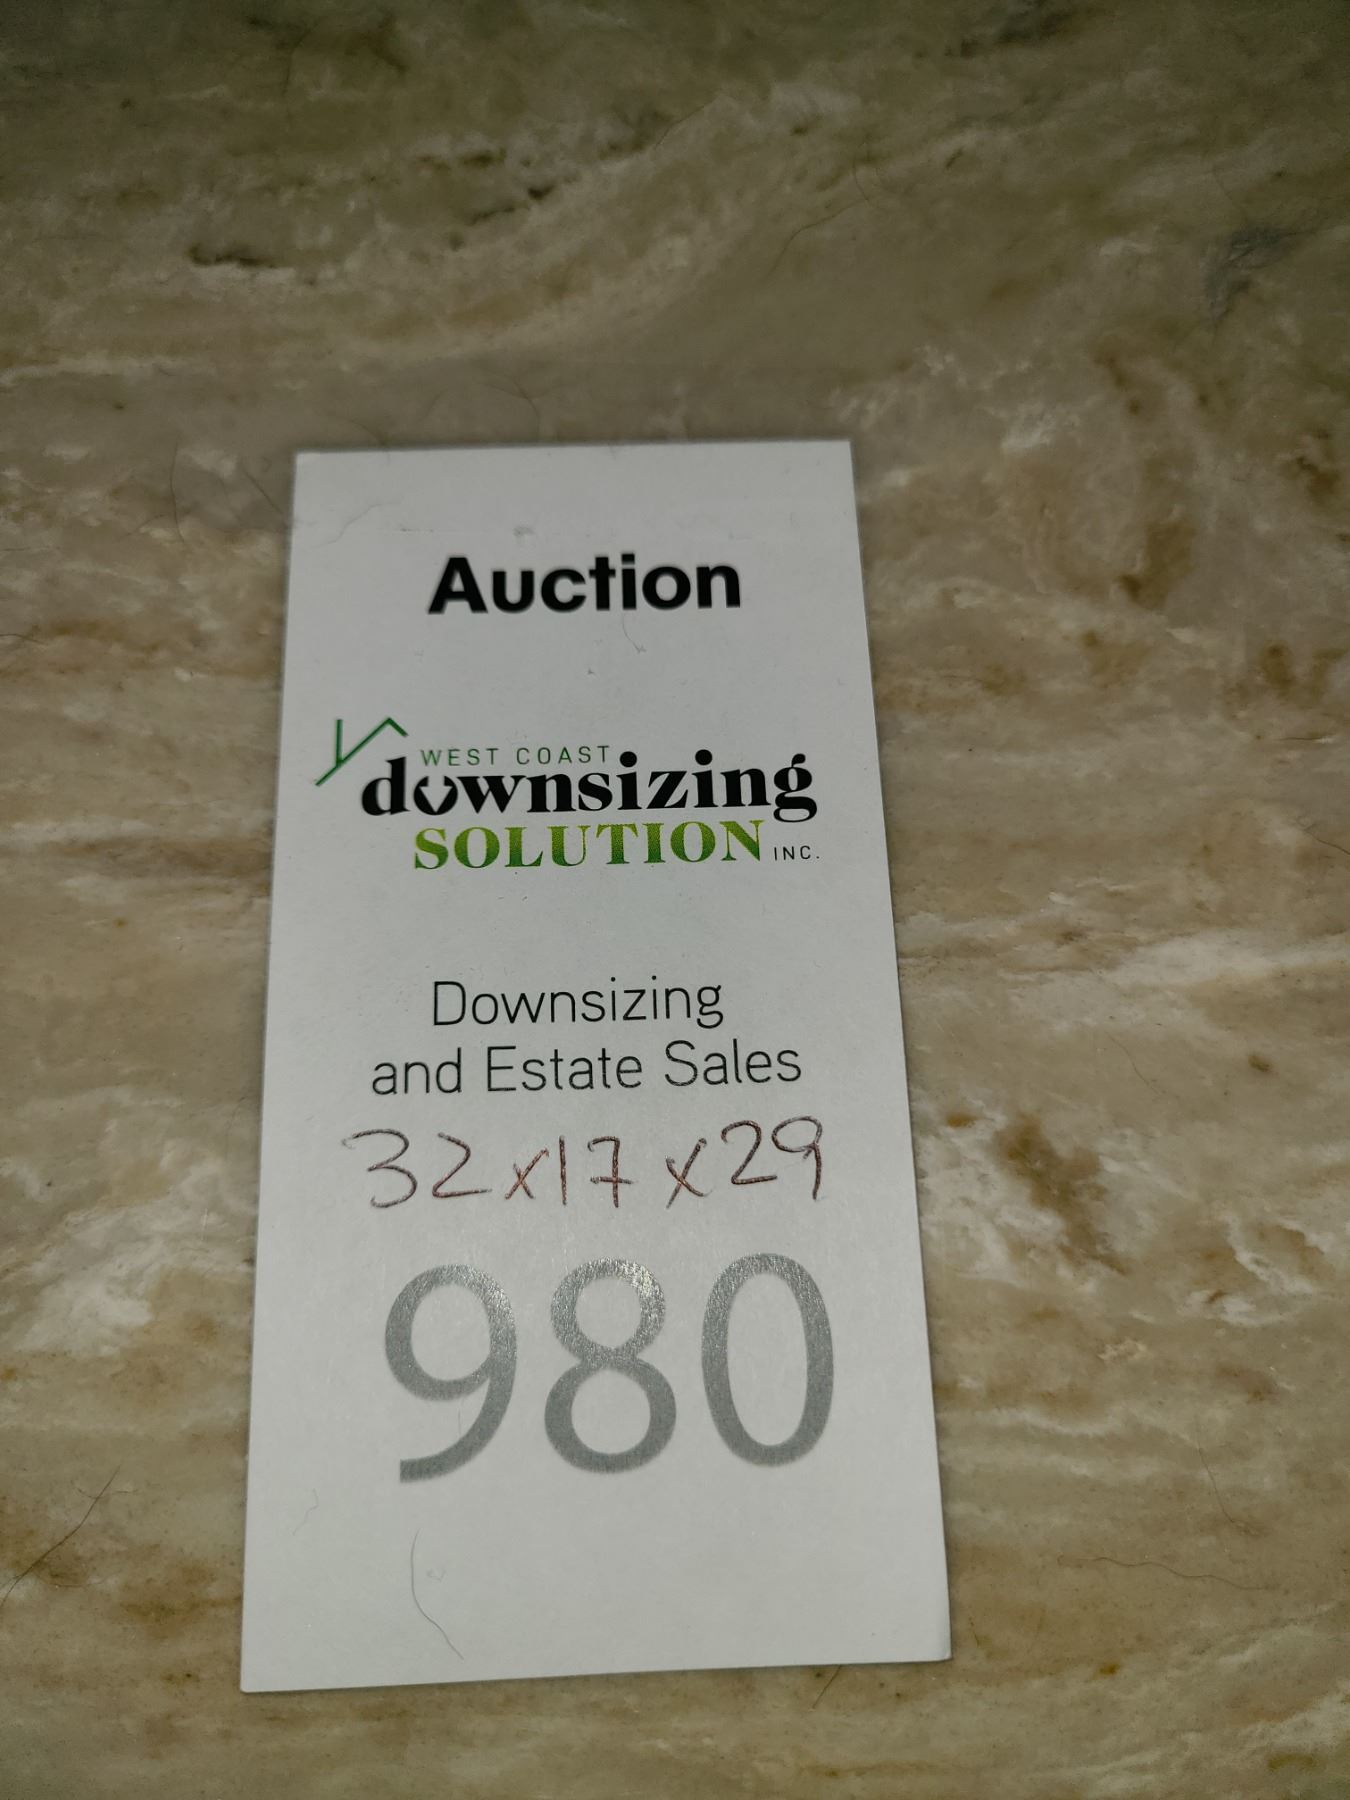 Auction
WEST COAST
downsizing
SOLUTION INC.
Downsizing
and Estate Sales
32x17x29
980